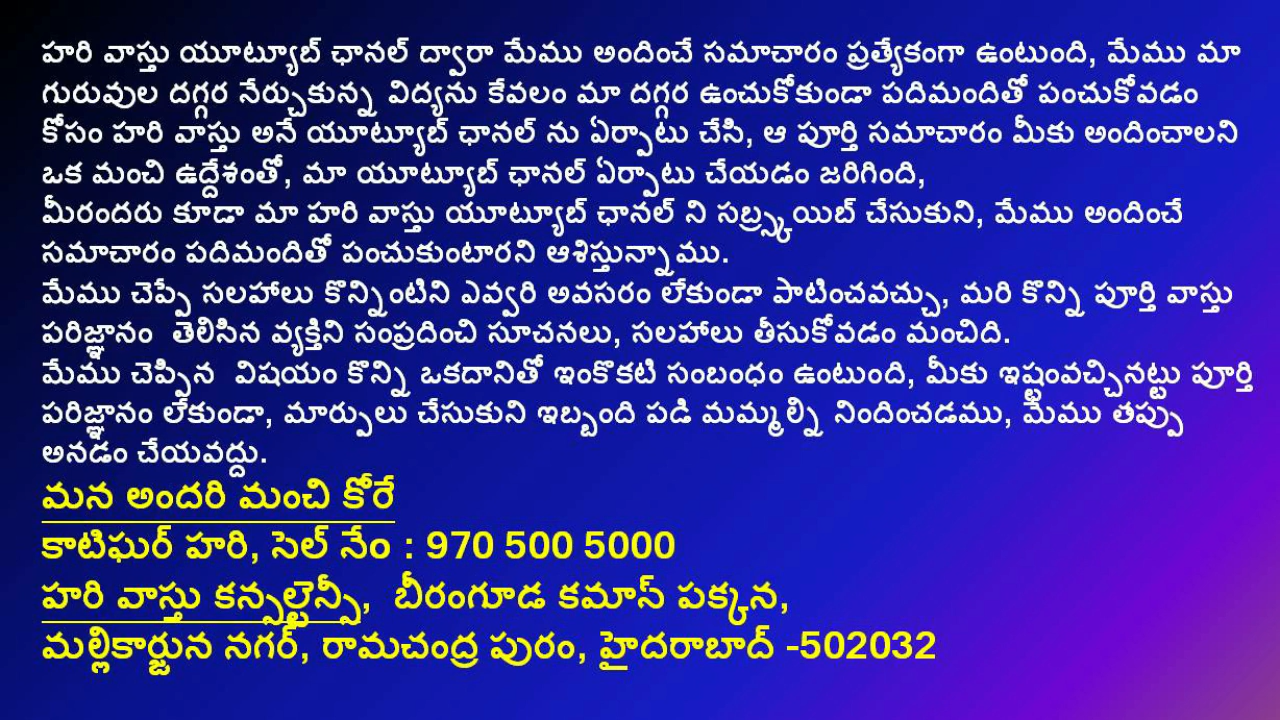 హరి వాస్తు యూట్యూబ్ ఛానల్ ద్వారా మేము అందించే సమాచారం ప్రత్యేకంగా ఉంటుంది, మేము మా
గురువుల దగ్గర నేర్చుకున్న విద్యను కేవలం మా దగ్గర ఉంచుకోకుండా పదిమందితో పంచుకోవడం
కోసం హరి వాస్తు అనే యూట్యూబ్ ఛానల్ ను ఏర్పాటు చేసి, ఆ పూర్తి సమాచారం మీకు అందించాలని
ఒక మంచి ఉద్దేశంతో, మా యూట్యూబ్ ఛానల్ ఏర్పాటు చేయడం జరిగింది,
మీరందరు కూడా మా హరి వాస్తు యూట్యూబ్ ఛానల్ ని సబ్స్క్రయిబ్ చేసుకుని, మేము అందించే
సమాచారం పదిమందితో పంచుకుంటారని ఆశిస్తున్నాము.
మేము చెప్పే సలహాలు కొన్నింటిని ఎవ్వరి అవసరం లేకుండా పాటించవచ్చు, మరి కొన్ని పూర్తి వాస్తు
పరిజ్ఞానం తెలిసిన వ్యక్తిని సంప్రదించి సూచనలు, సలహాలు తీసుకోవడం మంచిది.
మేము చెప్పిన విషయం కొన్ని ఒకదానితో ఇంకొకటి సంబంధం ఉంటుంది, మీకు ఇష్టంవచ్చినట్టు పూర్తి
పరిజ్ఞానం లేకుండా, మార్పులు చేసుకుని ఇబ్బంది పడి మమ్మల్ని నిందించడము, మేము తప్పు
అనడం చేయవద్దు.
మన అందరి మంచి కోరే
కాటిఘర్ హరి, సెల్ నేం : 970 500 5000
హరి వాస్తు కన్సల్టెన్సీ, బీరంగూడ కమాన్ పక్కన,
మల్లికార్జున నగర్, రామచంద్ర పురం, హైదరాబాద్ -502032